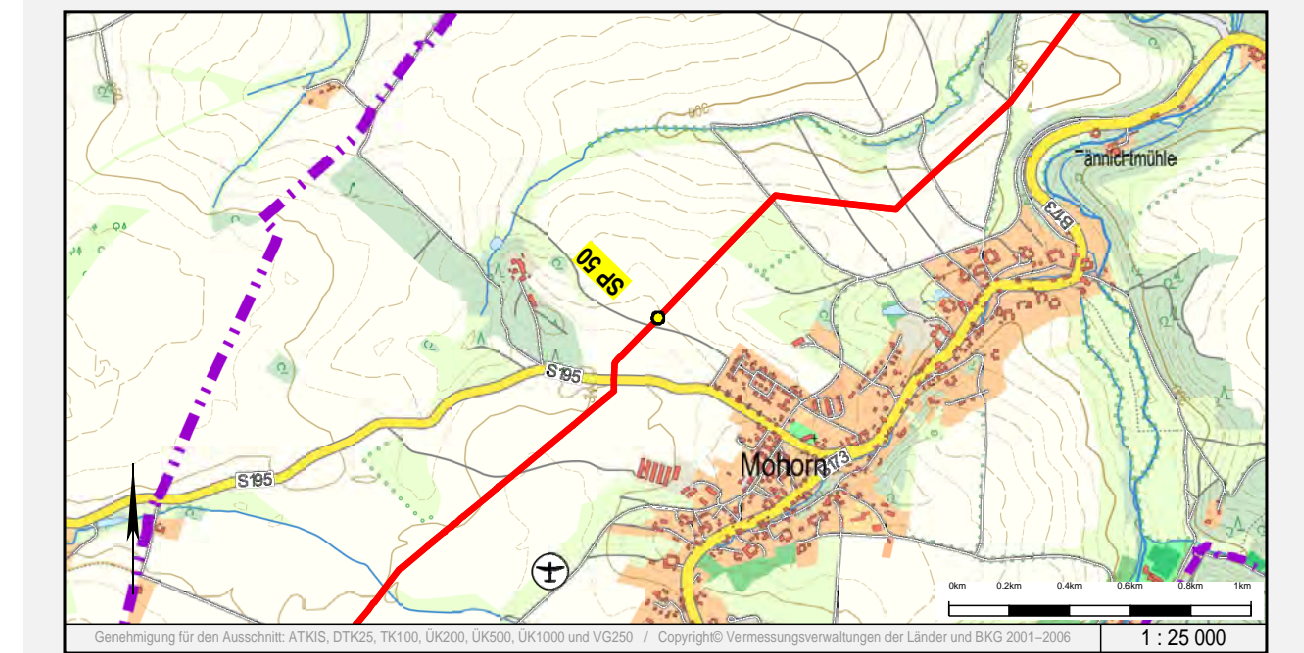 ännichtmühle
B173
SP 50
S195
Mohorn
S195
0km 0.2km 0.4km 0.6km 0.8km 1km
Genehmigung für den Ausschnitt: ATKIS, DTK25, TK100, ÜK200, ÜK500, ÜK1000 und VG250 / Copyright© Vermessungsverwaltungen der Länder und BKG 2001–2006
1 : 25 000